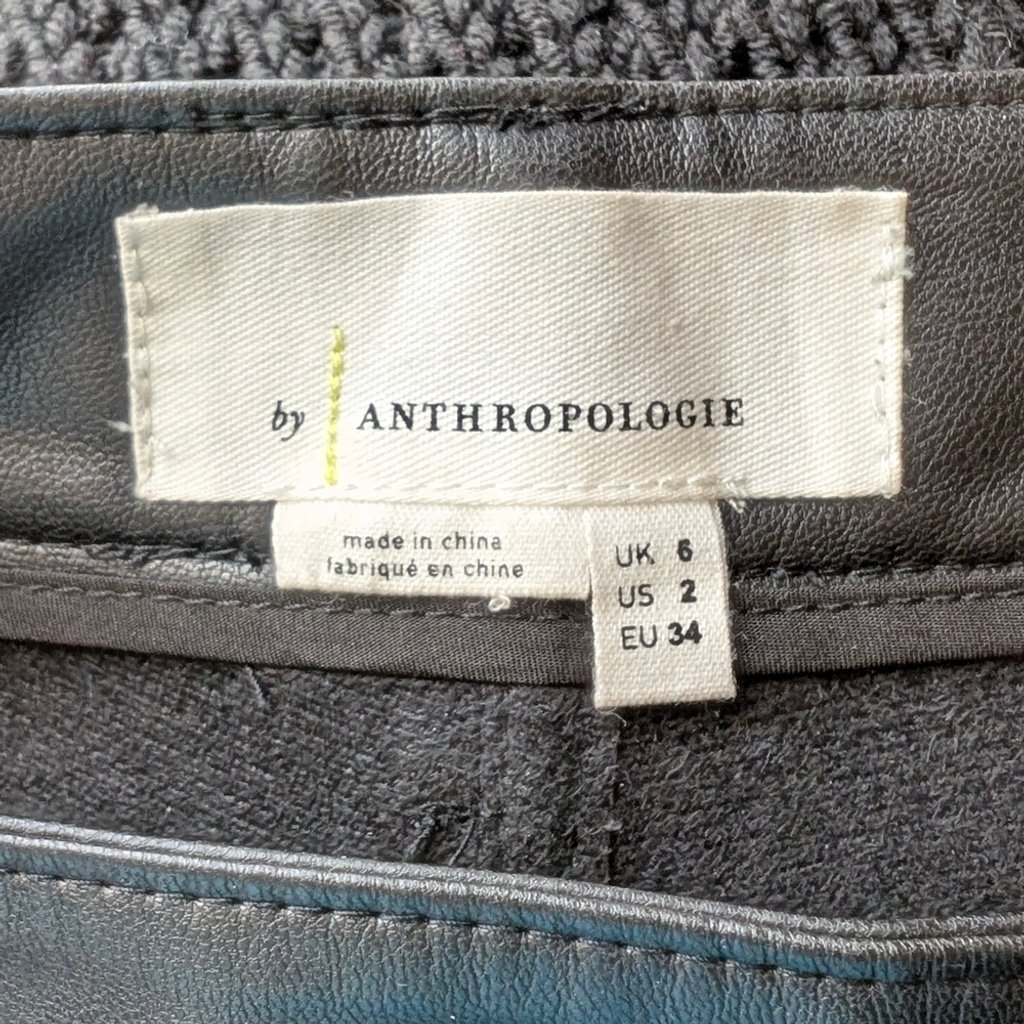 by ANTHROPOLOGIE
made in china
fabriqué en chine
UK 6
US 2
EU 34